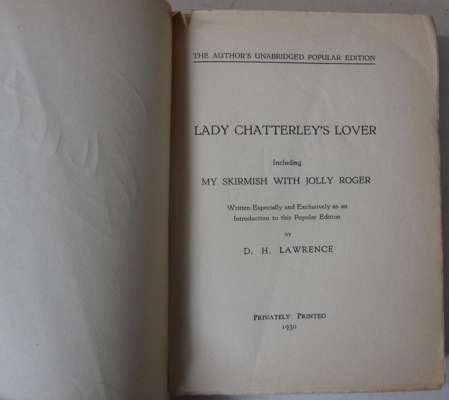 THE AUTHOR'S UNABRIDGED POPULAR EDITION
LADY CHATTERLEY'S LOVER
Including
MY SKIRMISH WITH JOLLY ROGER
Written Especially and Exclusively as an
Introduction to this Popular Edition
BY
D. H. LAWRENCE
PRIVATELY PRINTED
1930